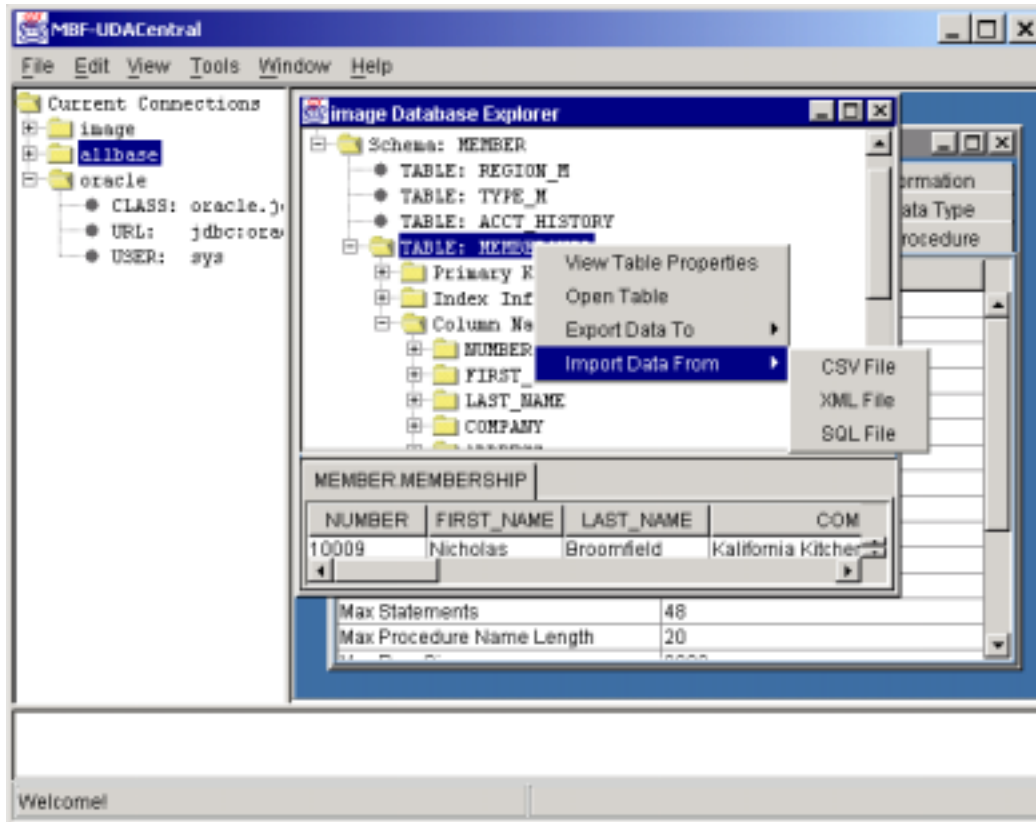 MBF-UDACentral
File Edit View Tools Window Help
Current Connections
image
allbase
oracle
CLASS: oracle.j
URL: jdbc:ora
USER: sys
image Database Explorer
Schema: MEMBER
TABLE: REGION_M
TABLE: TYPE_M
TABLE: ACCT_HISTORY
TABLE: MEMBE
Primary K
Index Inf
Column Na
NUMBER
FIRST_
LAST_NAME
COMPANY
View Table Properties
Open Table
Export Data To
Import Data From
CSV File
XML File
SQL File
ormation
ata Type
rocedure
MEMBER.MEMBERSHIP
NUMBER FIRST_NAME LAST_NAME COM
10009 Nicholas Broomfield Kalifornia Kitchen
Max Statements 48
Max Procedure Name Length 20
Welcome!